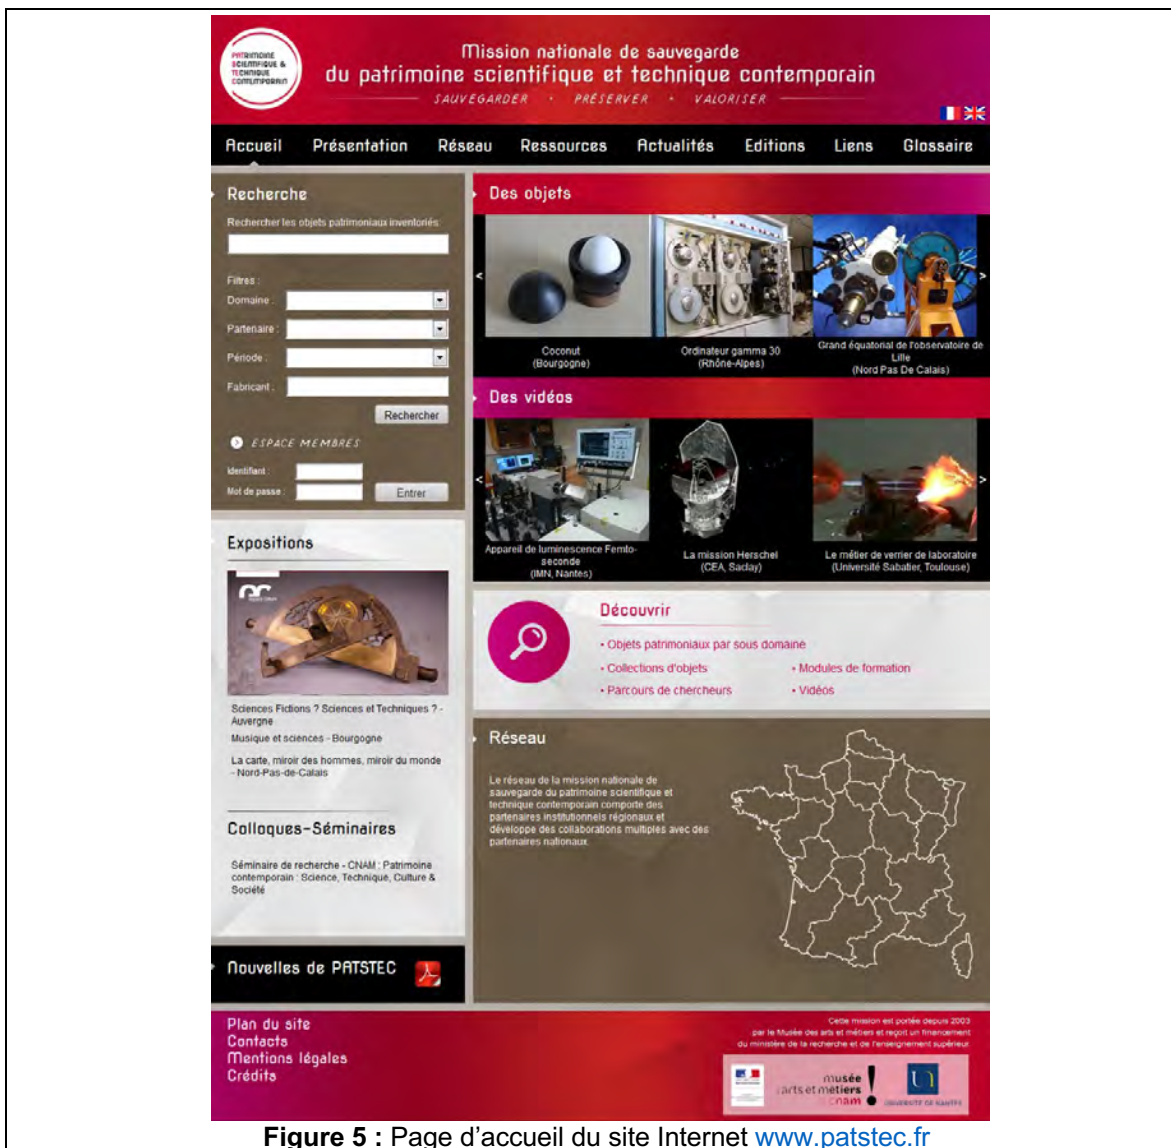 PATRIMOINE
SCIENTIFIQUE &
TECHNIQUE
CONTEMPORAIN
Mission nationale de sauvegarde
du patrimoine scientifique et technique contemporain
SAUVEGARDER · PRÉSERVER · VALORISER
Accueil Présentation Réseau Ressources Actualités Editions Liens Glossaire
Recherche
Rechercher les objets patrimoniaux inventoriés
Filtres :
Domaine :
Partenaire :
Période :
Fabricant :
Rechercher
ESPACE MEMBRES
Identifiant :
Mot de passe :
Entrer
Des objets
<
Coconut
(Bourgogne)
Ordinateur gamma 30
(Rhône-Alpes)
Grand équatorial de l'observatoire de
Lille
(Nord Pas De Calais)
>
Des vidéos
<
Appareil de luminescence Femto-
seconde
(IMN, Nantes)
La mission Herschel
(CEA, Saclay)
Le métier de verrier de laboratoire
(Université Sabatier, Toulouse)
>
Expositions
Sciences Fictions ? Sciences et Techniques ? -
Auvergne
Musique et sciences - Bourgogne
La carte, miroir des hommes, miroir du monde
- Nord-Pas-de-Calais
Colloques-Séminaires
Séminaire de recherche - CNAM : Patrimoine
contemporain : Science, Technique, Culture &
Société
Nouvelles de PATSTEC
Découvrir
• Objets patrimoniaux par sous domaine
• Collections d'objets
• Modules de formation
• Parcours de chercheurs
• Vidéos
Réseau
Le réseau de la mission nationale de
sauvegarde du patrimoine scientifique et
technique contemporain comporte des
partenaires institutionnels régionaux et
développe des collaborations multiples avec des
partenaires nationaux.
Plan du site
Contacts
Mentions légales
Crédits
Cette mission est portée depuis 2003
par le Musée des arts et métiers et reçoit un financement
du ministère de la recherche et de l'enseignement supérieur.
musée
arts et métiers
cnam
UNIVERSITÉ DE NANTES
Figure 5 : Page d'accueil du site Internet www.patstec.fr